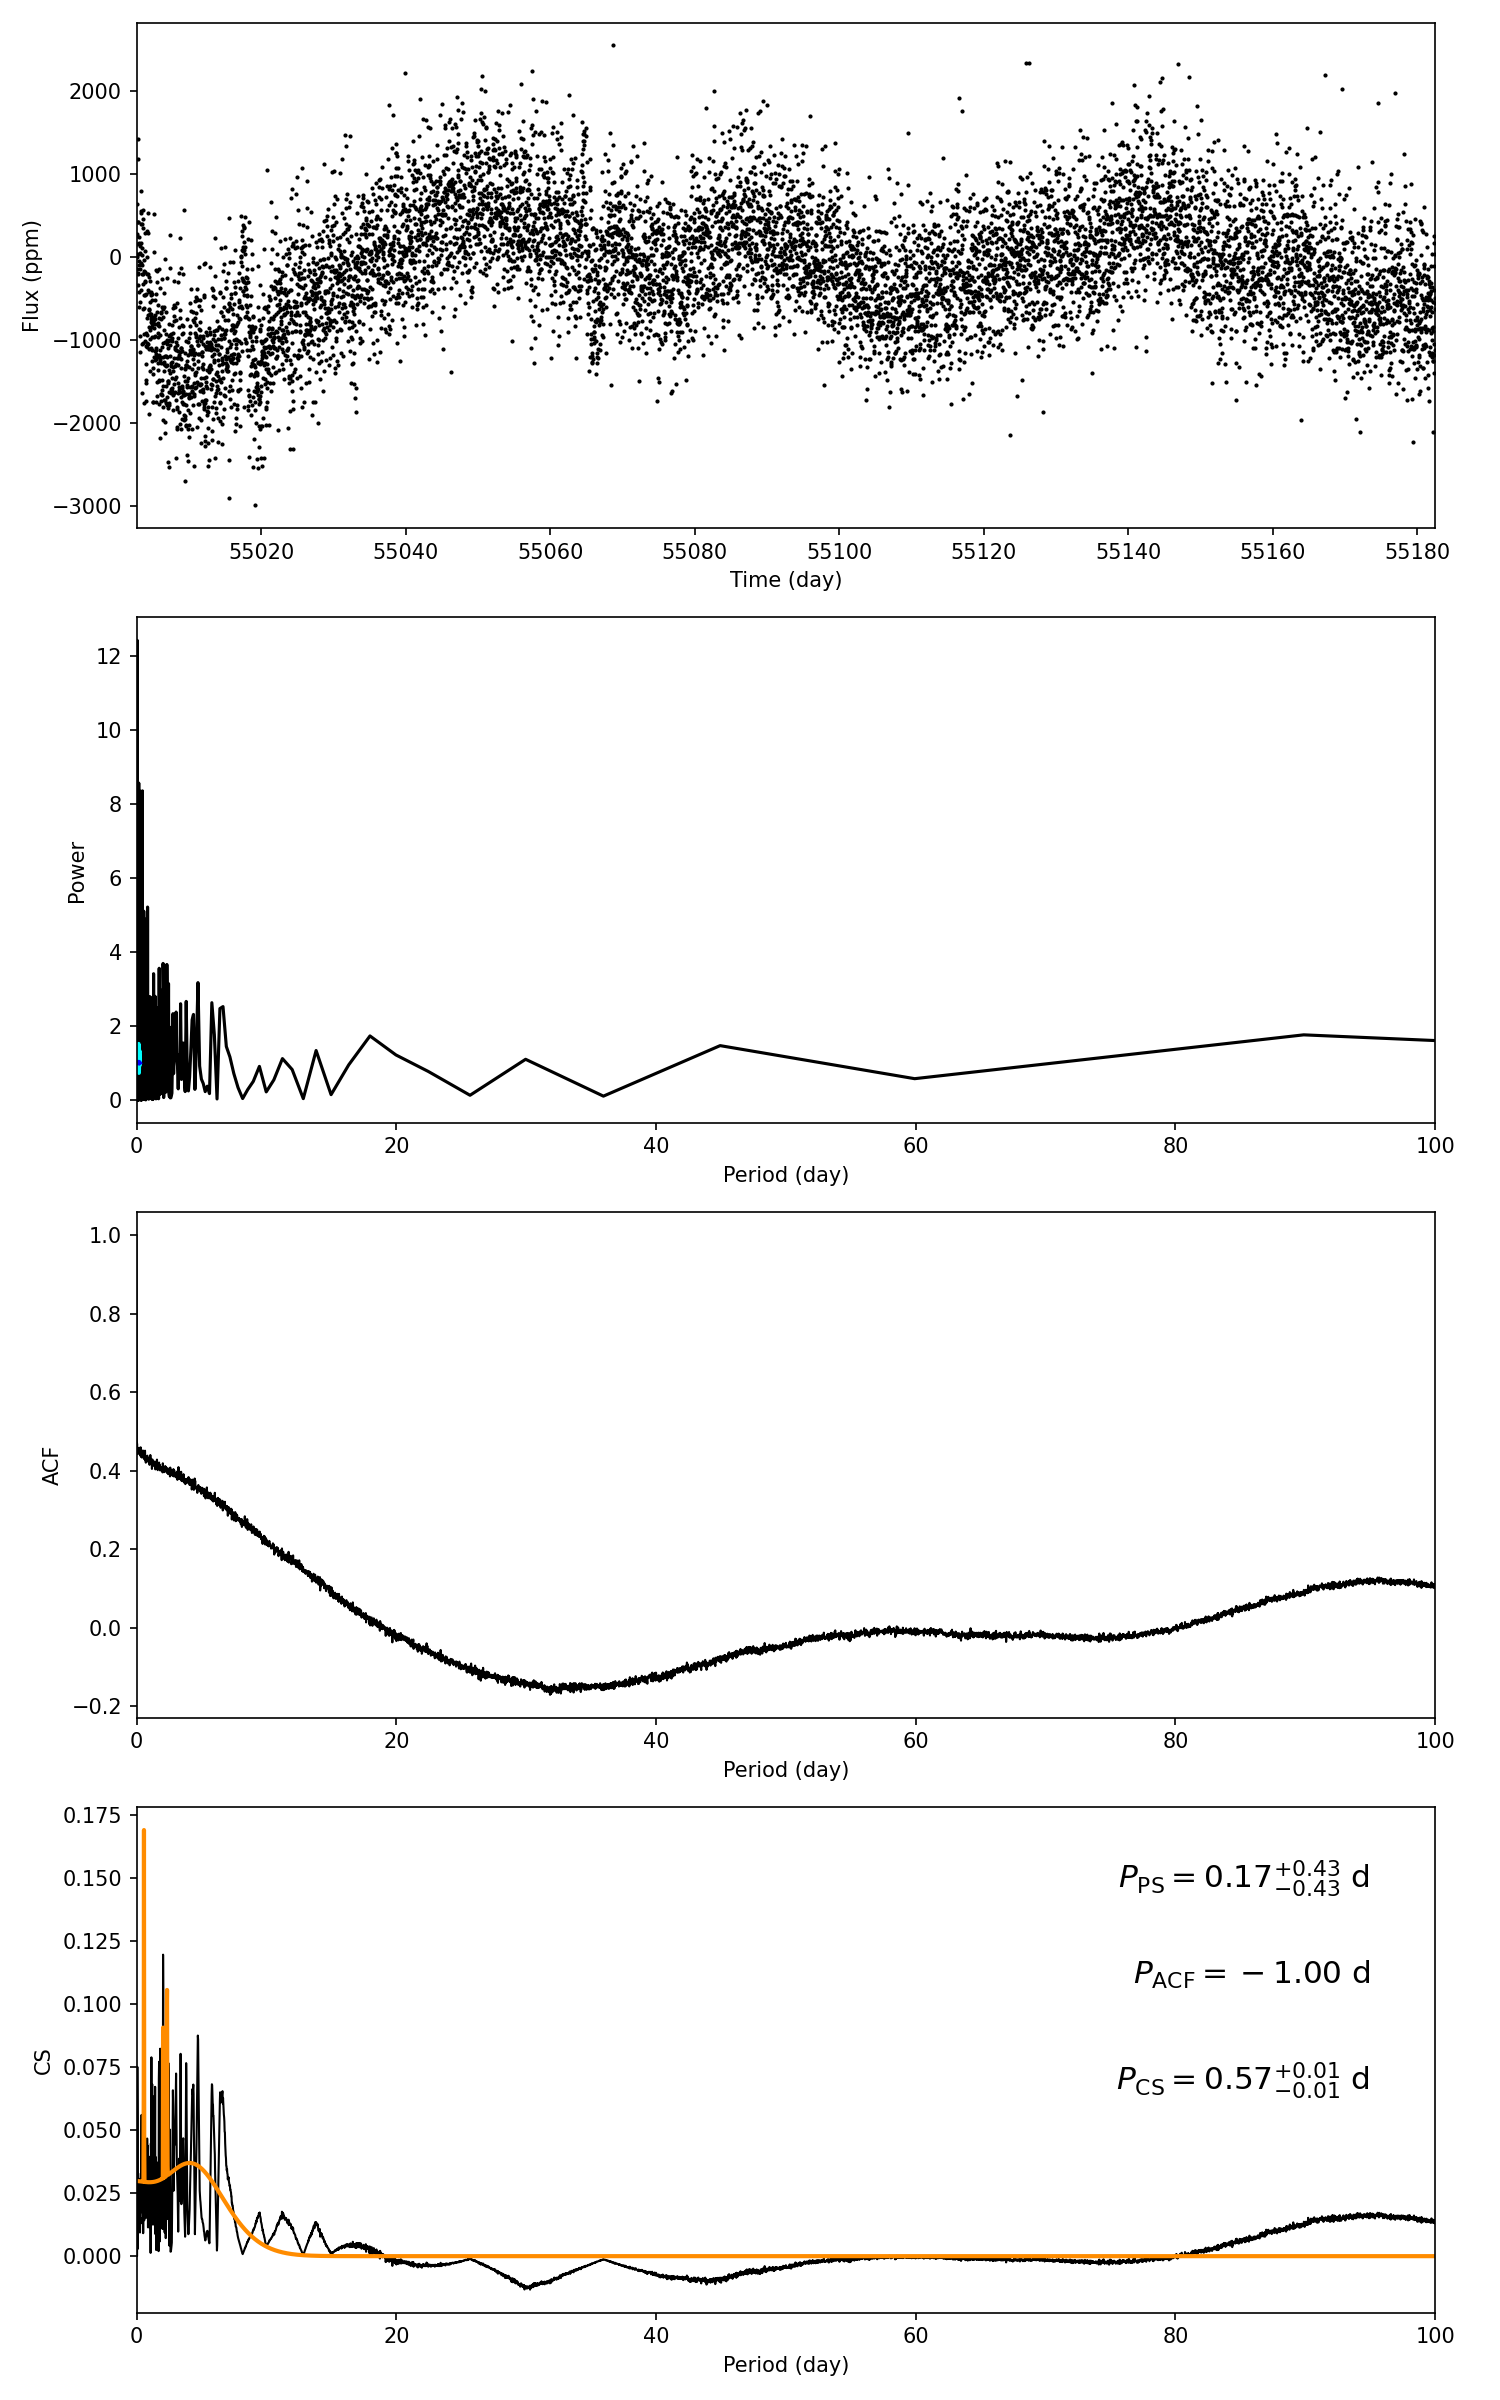 2000
1000
0
−1000
−2000
−3000
Flux (ppm)
55020 55040 55060 55080 55100 55120 55140 55160 55180
Time (day)
12
10
8
6
4
2
0
Power
0 20 40 60 80 100
Period (day)
1.0
0.8
0.6
0.4
0.2
0.0
−0.2
ACF
0 20 40 60 80 100
Period (day)
0.175
0.150
0.125
0.100
0.075
0.050
0.025
0.000
CS
P_PS = 0.17^{+0.43}_{−0.43} d
P_ACF = −1.00 d
P_CS = 0.57^{+0.01}_{−0.01} d
0 20 40 60 80 100
Period (day)